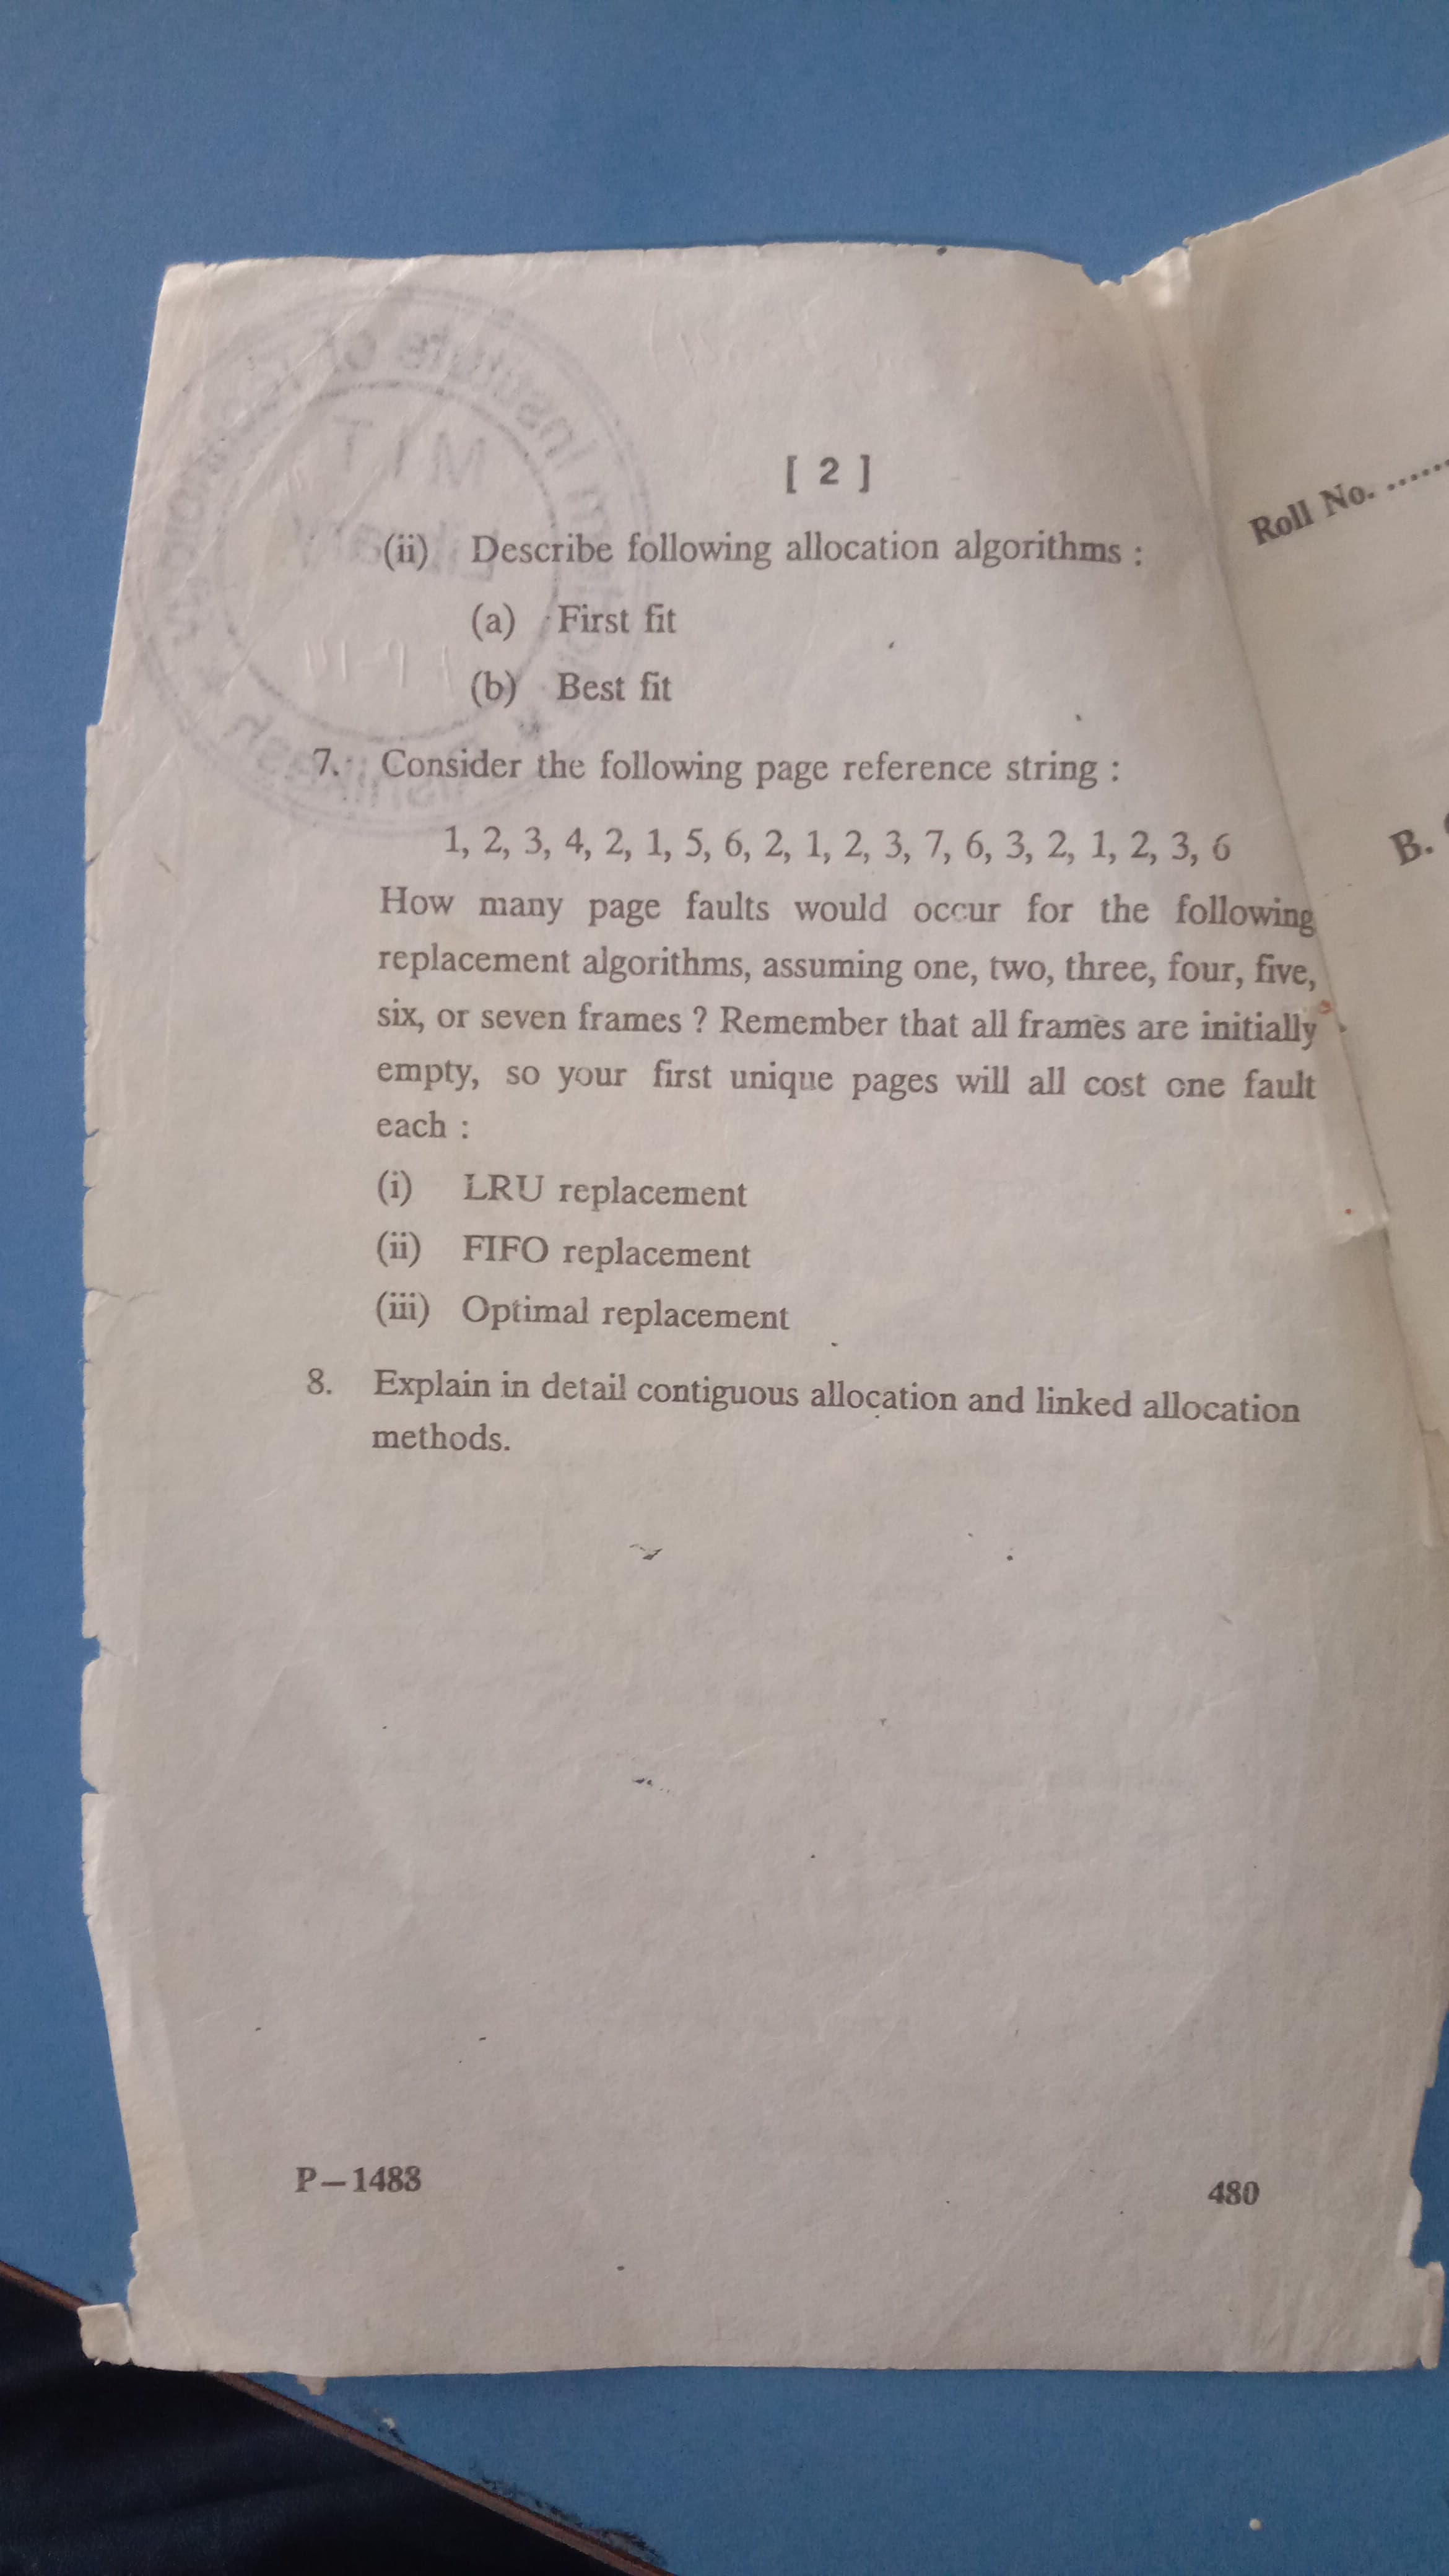 [ 2 ]
(ii) Describe following allocation algorithms :
(a) First fit
(b) Best fit
7. Consider the following page reference string :
1, 2, 3, 4, 2, 1, 5, 6, 2, 1, 2, 3, 7, 6, 3, 2, 1, 2, 3, 6
How many page faults would occur for the following
replacement algorithms, assuming one, two, three, four, five,
six, or seven frames ? Remember that all frames are initially
empty, so your first unique pages will all cost one fault
each :
(i) LRU replacement
(ii) FIFO replacement
(iii) Optimal replacement
8. Explain in detail contiguous allocation and linked allocation
methods.
P—1488
480
Roll No. ......
B.